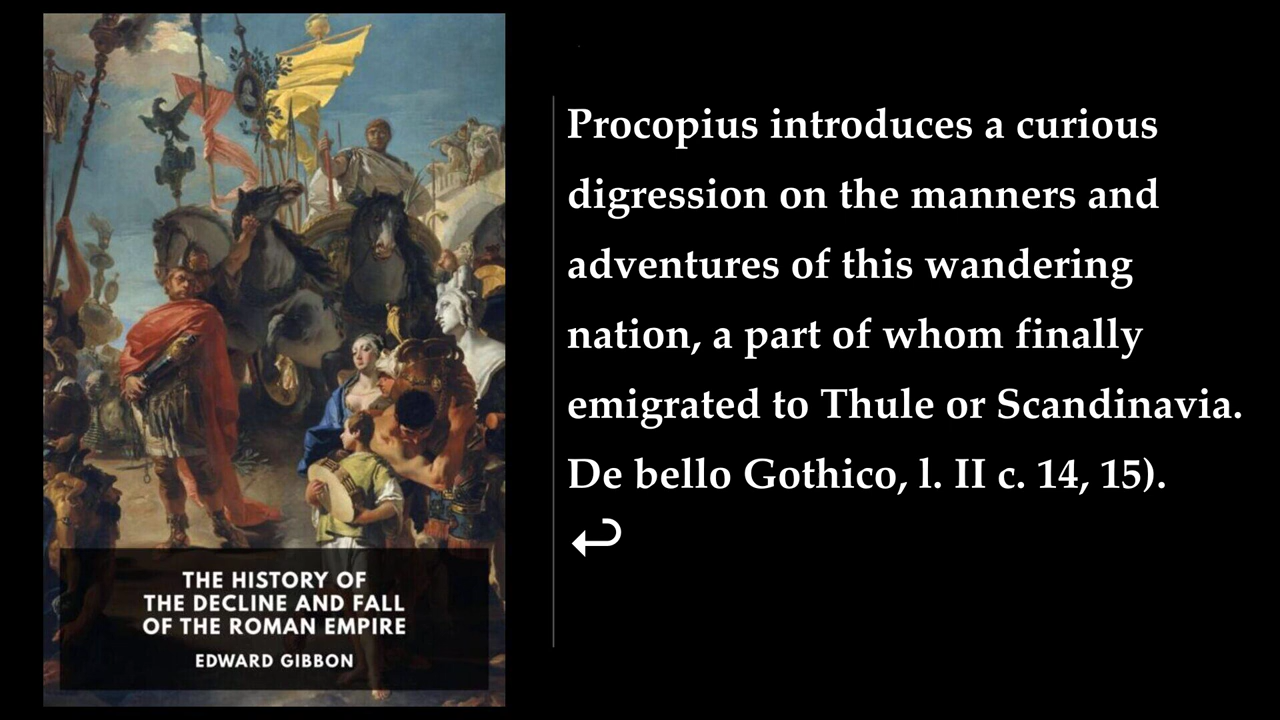 THE HISTORY OF
THE DECLINE AND FALL
OF THE ROMAN EMPIRE
EDWARD GIBBON
Procopius introduces a curious
digression on the manners and
adventures of this wandering
nation, a part of whom finally
emigrated to Thule or Scandinavia.
De bello Gothico, l. II c. 14, 15).
↩